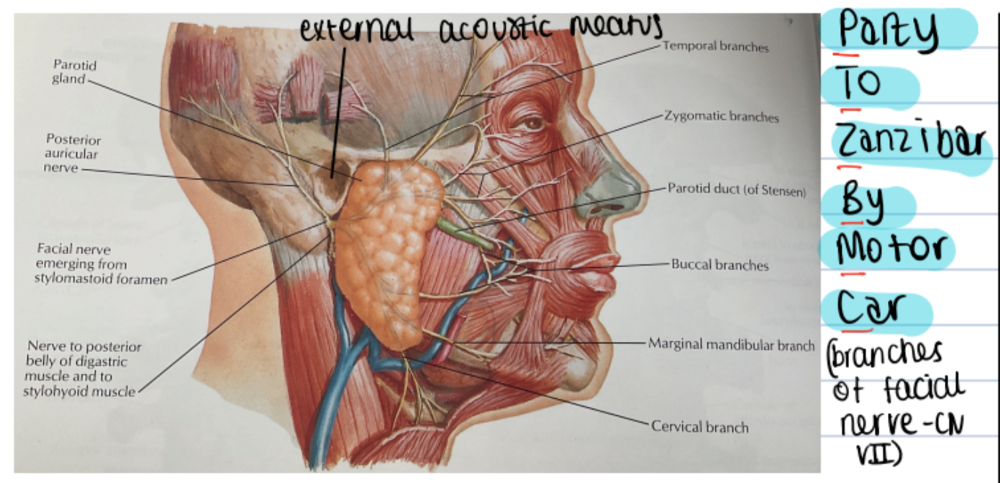 external acoustic meatus
Parotid
gland
Posterior
auricular
nerve
Facial nerve
emerging from
stylomastoid foramen
Nerve to posterior
belly of digastric
muscle and to
stylohyoid muscle
Temporal branches
Zygomatic branches
Parotid duct (of Stensen)
Buccal branches
Marginal mandibular branch
Cervical branch
Party
To
Zanzibar
By
Motor
Car
(branches
of facial
nerve-CN
VII)